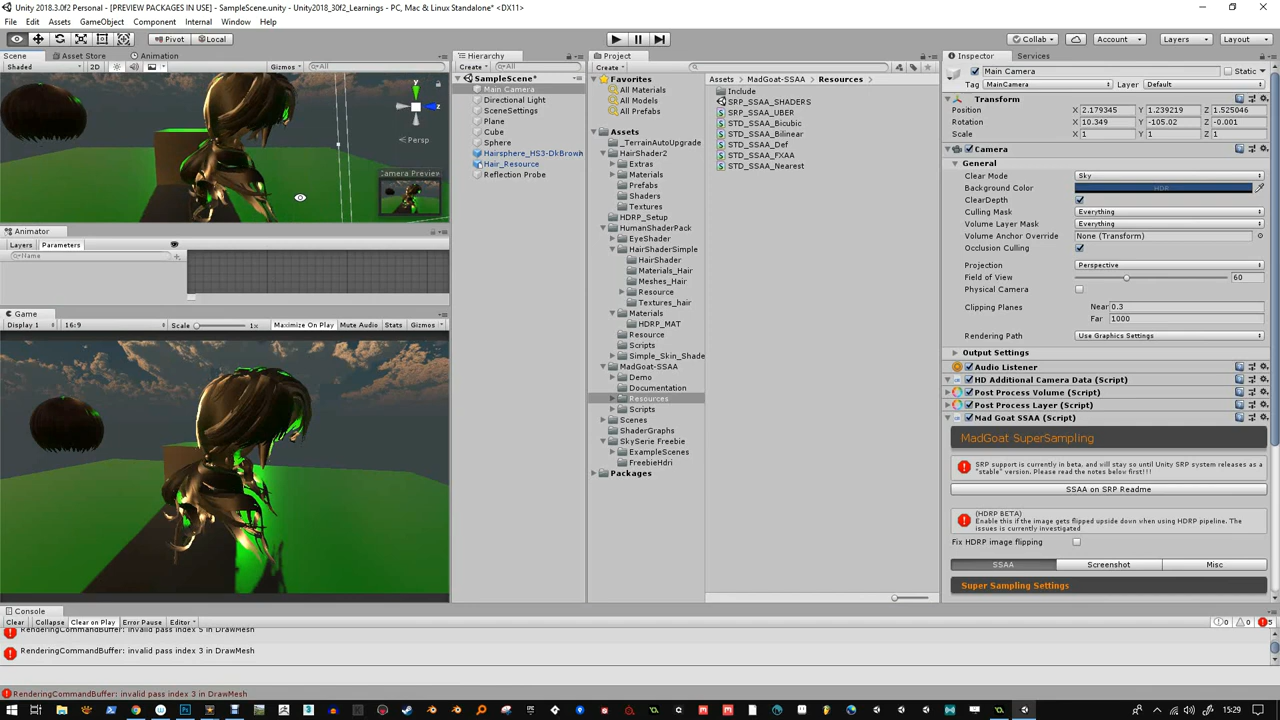 Unity 2018.3.0f2 Personal - [PREVIEW PACKAGES IN USE] - SampleScene.unity - Unity2018_30f2_Learnings - PC, Mac & Linux Standalone* <DX11>
File Edit Assets GameObject Component Internal Window Help
Pivot Local Collab Account Layers Layout
Scene Asset Store Animation
Shaded 2D Gizmos All
y
z
Persp
Camera Preview
Animator
Layers Parameters
Name
Game
Display 1 16:9 Scale 1x Maximize On Play Mute Audio Stats Gizmos
Hierarchy
Create All
SampleScene*
Main Camera
Directional Light
SceneSettings
Plane
Cube
Sphere
Hairsphere_HS3-DkBrown
Hair_Resource
Reflection Probe
Project
Create
Favorites
All Materials
All Models
All Prefabs
Assets
_TerrainAutoUpgrade
HairShader2
Extras
Materials
Prefabs
Shaders
Textures
HDRP_Setup
HumanShaderPack
EyeShader
HairShaderSimple
HairShader
Materials_Hair
Meshes_Hair
Resource
Textures_hair
Materials
HDRP_MAT
Resource
Scripts
Simple_Skin_Shade
MadGoat-SSAA
Demo
Documentation
Resources
Scripts
Scenes
ShaderGraphs
SkySerie Freebie
ExampleScenes
FreebieHdri
Packages
Assets MadGoat-SSAA Resources
Include
SRP_SSAA_SHADERS
SRP_SSAA_UBER
STD_SSAA_Bicubic
STD_SSAA_Bilinear
STD_SSAA_Def
STD_SSAA_FXAA
STD_SSAA_Nearest
Inspector Services
Main Camera Static
Tag MainCamera Layer Default
Transform
Position X 2.179345 Y 1.239219 Z 1.525046
Rotation X 10.349 Y -105.02 Z -0.001
Scale X 1 Y 1 Z 1
Camera
General
Clear Mode Sky
Background Color HDR
ClearDepth
Culling Mask Everything
Volume Layer Mask Everything
Volume Anchor Override None (Transform)
Occlusion Culling
Projection Perspective
Field of View 60
Physical Camera
Clipping Planes Near 0.3
Far 1000
Rendering Path Use Graphics Settings
Output Settings
Audio Listener
HD Additional Camera Data (Script)
Post Process Volume (Script)
Post Process Layer (Script)
Mad Goat SSAA (Script)
MadGoat SuperSampling
SRP support is currently in beta, and will stay so until Unity SRP system releases as a
"stable" version. Please read the notes below first!!!
SSAA on SRP Readme
(HDRP BETA)
Enable this if the image gets flipped upside down when using HDRP pipeline. The
issues is currently investigated
Fix HDRP image flipping
SSAA Screenshot Misc
Super Sampling Settings
Console
Clear Collapse Clear on Play Error Pause Editor 0 0 5
RenderingCommandBuffer: invalid pass index 5 in DrawMesh
RenderingCommandBuffer: invalid pass index 3 in DrawMesh
RenderingCommandBuffer: invalid pass index 3 in DrawMesh
15:29